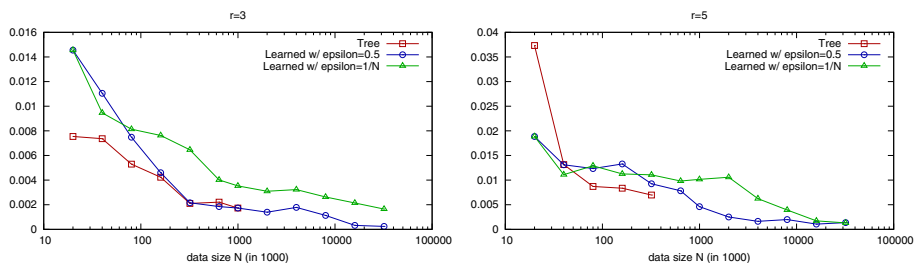 r=3
0.016
0.014
0.012
0.01
0.008
0.006
0.004
0.002
0
10
100
1000
10000
100000
data size N (in 1000)
Tree
Learned w/ epsilon=0.5
Learned w/ epsilon=1/N
r=5
0.04
0.035
0.03
0.025
0.02
0.015
0.01
0.005
0
10
100
1000
10000
100000
data size N (in 1000)
Tree
Learned w/ epsilon=0.5
Learned w/ epsilon=1/N